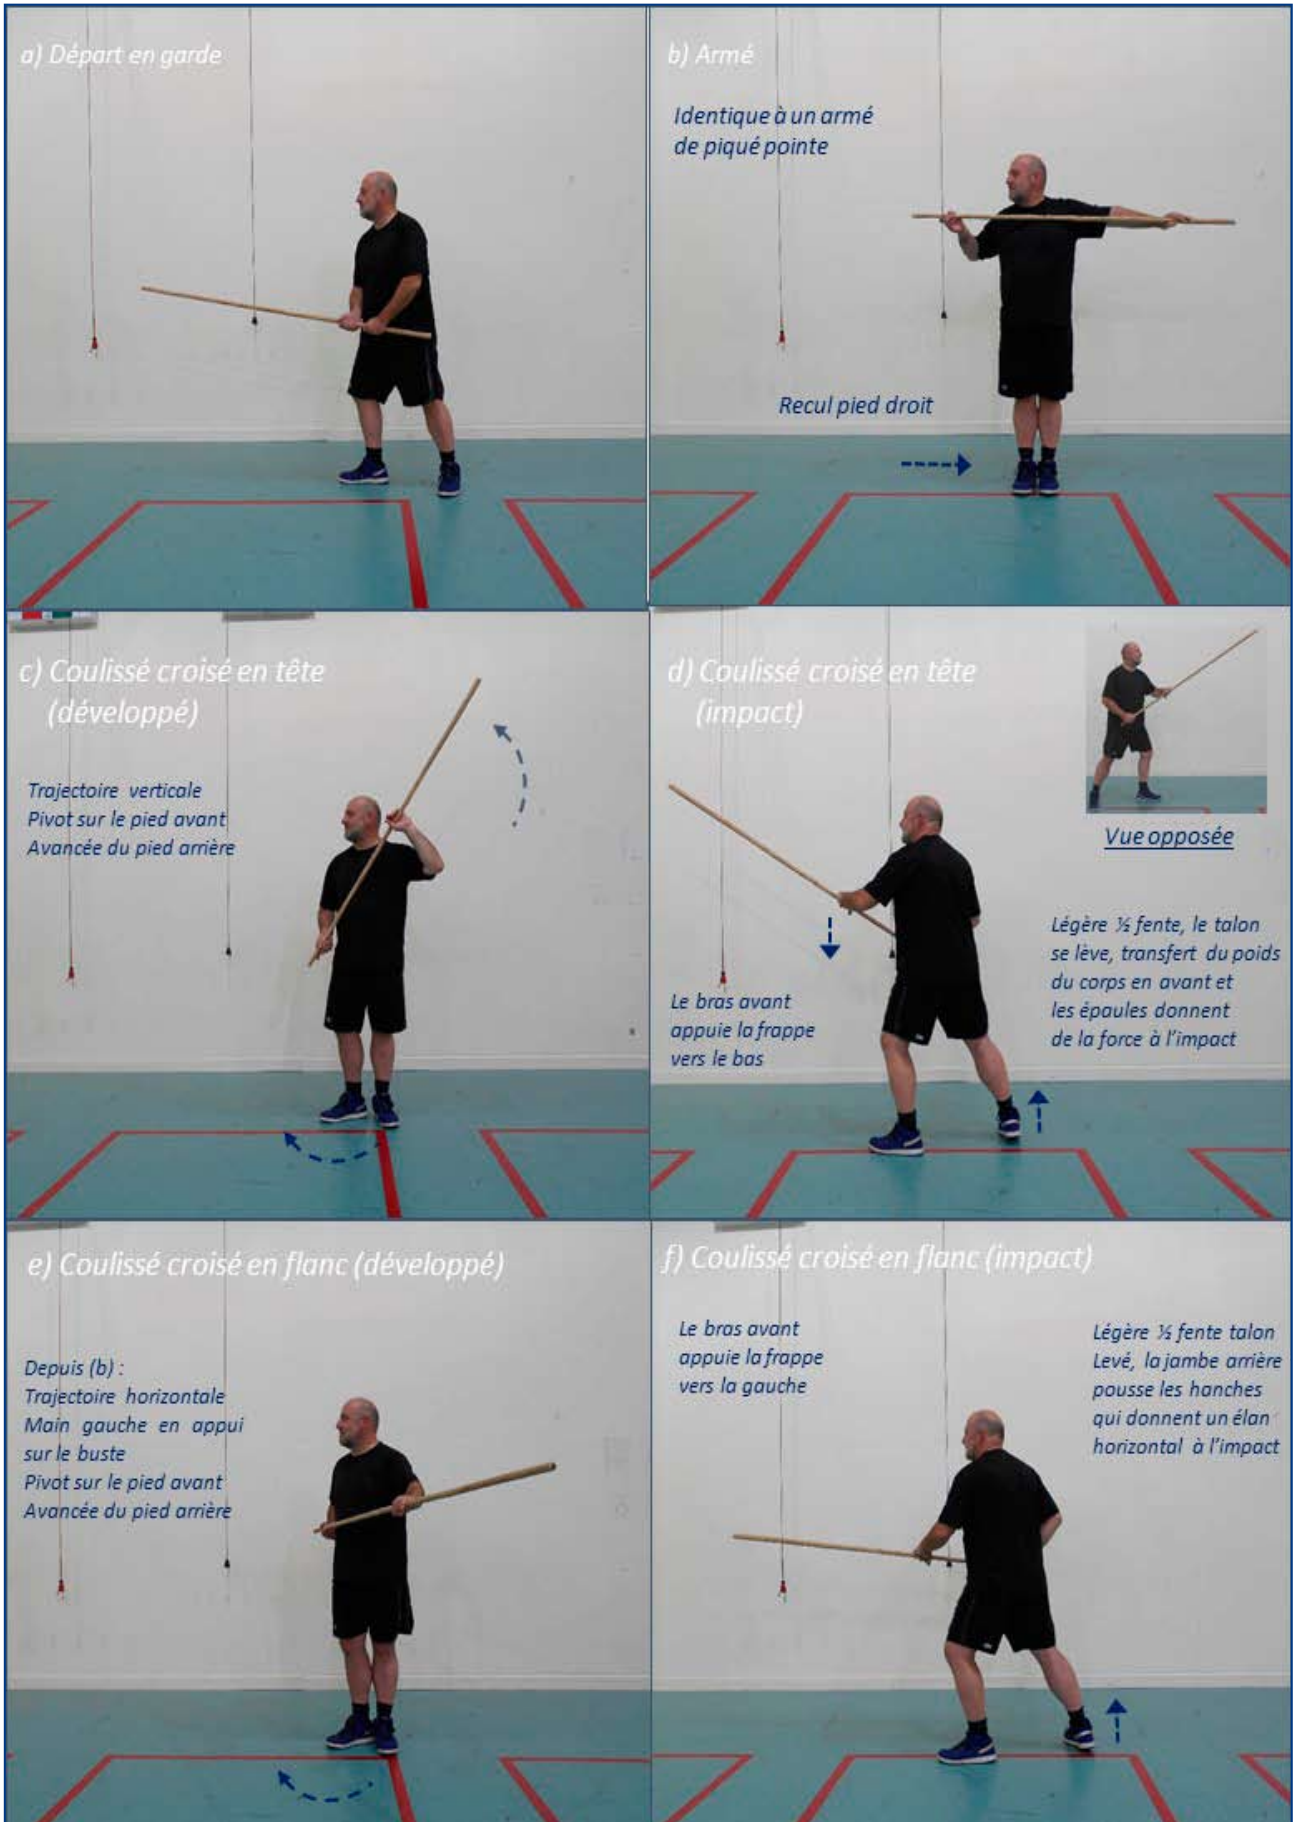 a) Départ en garde
b) Armé
Identique à un armé
de piqué pointe
Recul pied droit
c) Coulissé croisé en tête
(développé)
Trajectoire verticale
Pivot sur le pied avant
Avancée du pied arrière
d) Coulissé croisé en tête
(impact)
Vue opposée
Légère ½ fente, le talon
se lève, transfert du poids
du corps en avant et
les épaules donnent
de la force à l'impact
Le bras avant
appuie la frappe
vers le bas
e) Coulissé croisé en flanc (développé)
Depuis (b) :
Trajectoire horizontale
Main gauche en appui
sur le buste
Pivot sur le pied avant
Avancée du pied arrière
f) Coulissé croisé en flanc (impact)
Le bras avant
appuie la frappe
vers la gauche
Légère ½ fente talon
Levé, la jambe arrière
pousse les hanches
qui donnent un élan
horizontal à l'impact